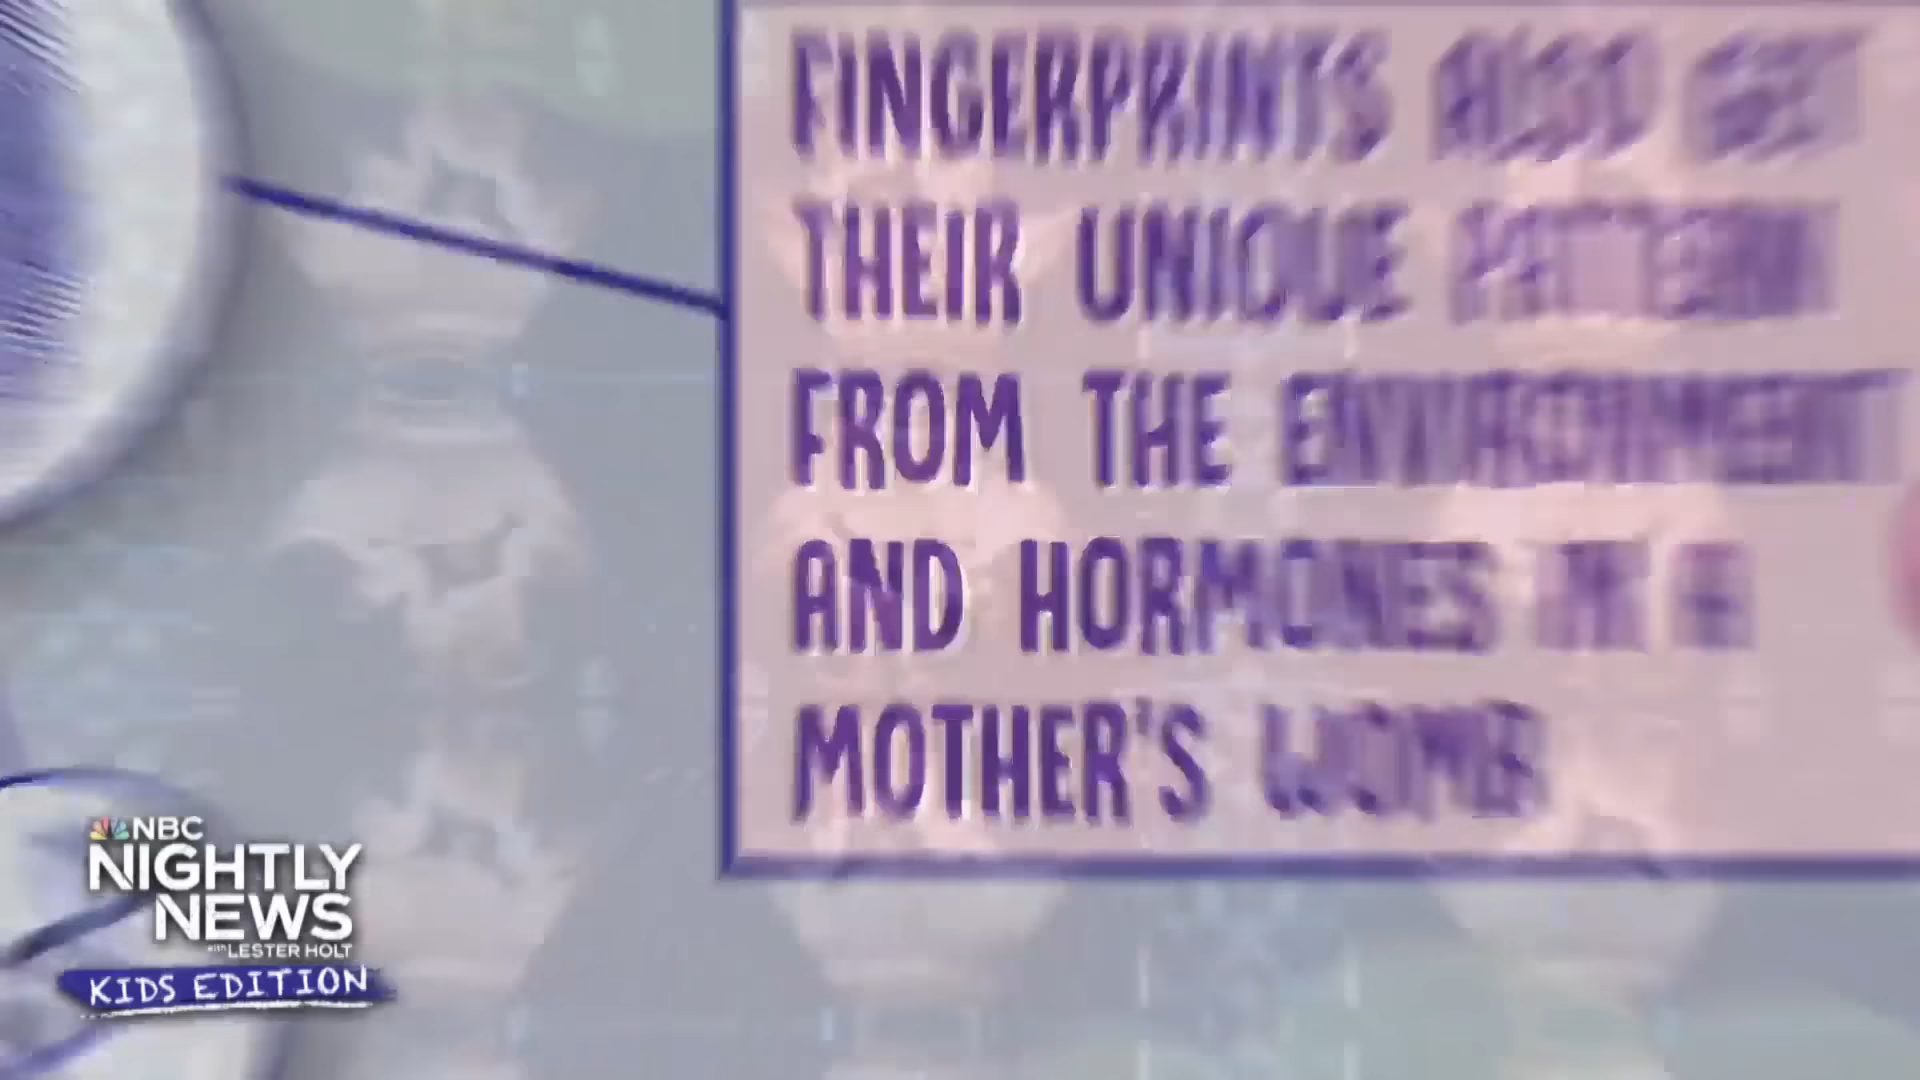 FINGERPRINTS ALSO GET
THEIR UNIQUE PATTERN
FROM THE ENVIRONMENT
AND HORMONES IN A
MOTHER'S WOMB
NBC
NIGHTLY
NEWS
with LESTER HOLT
KIDS EDITION